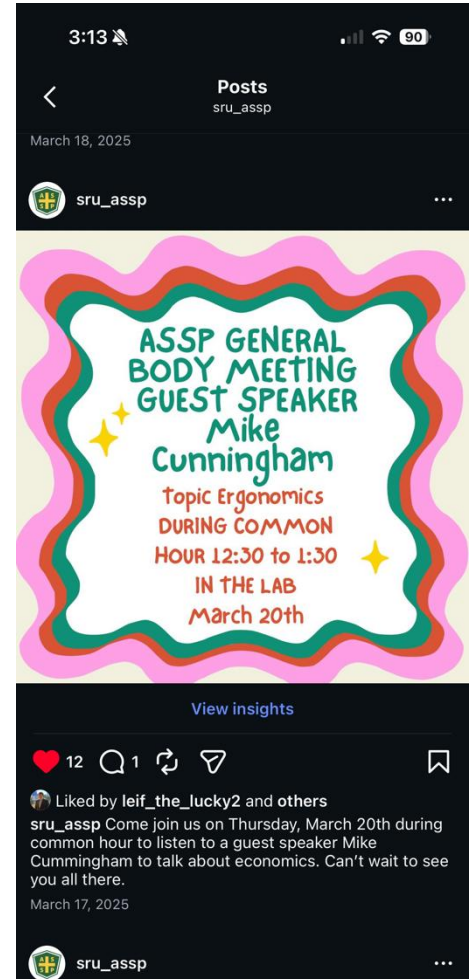 3:13
90
Posts
sru_assp
March 18, 2025
sru_assp
ASSP GENERAL
BODY MEETING
GUEST SPEAKER
Mike
Cunningham
Topic Ergonomics
DURING COMMON
HOUR 12:30 to 1:30
IN THE LAB
March 20th
View insights
12 1
Liked by leif_the_lucky2 and others
sru_assp Come join us on Thursday, March 20th during
common hour to listen to a guest speaker Mike
Cummingham to talk about economics. Can't wait to see
you all there.
March 17, 2025
sru_assp